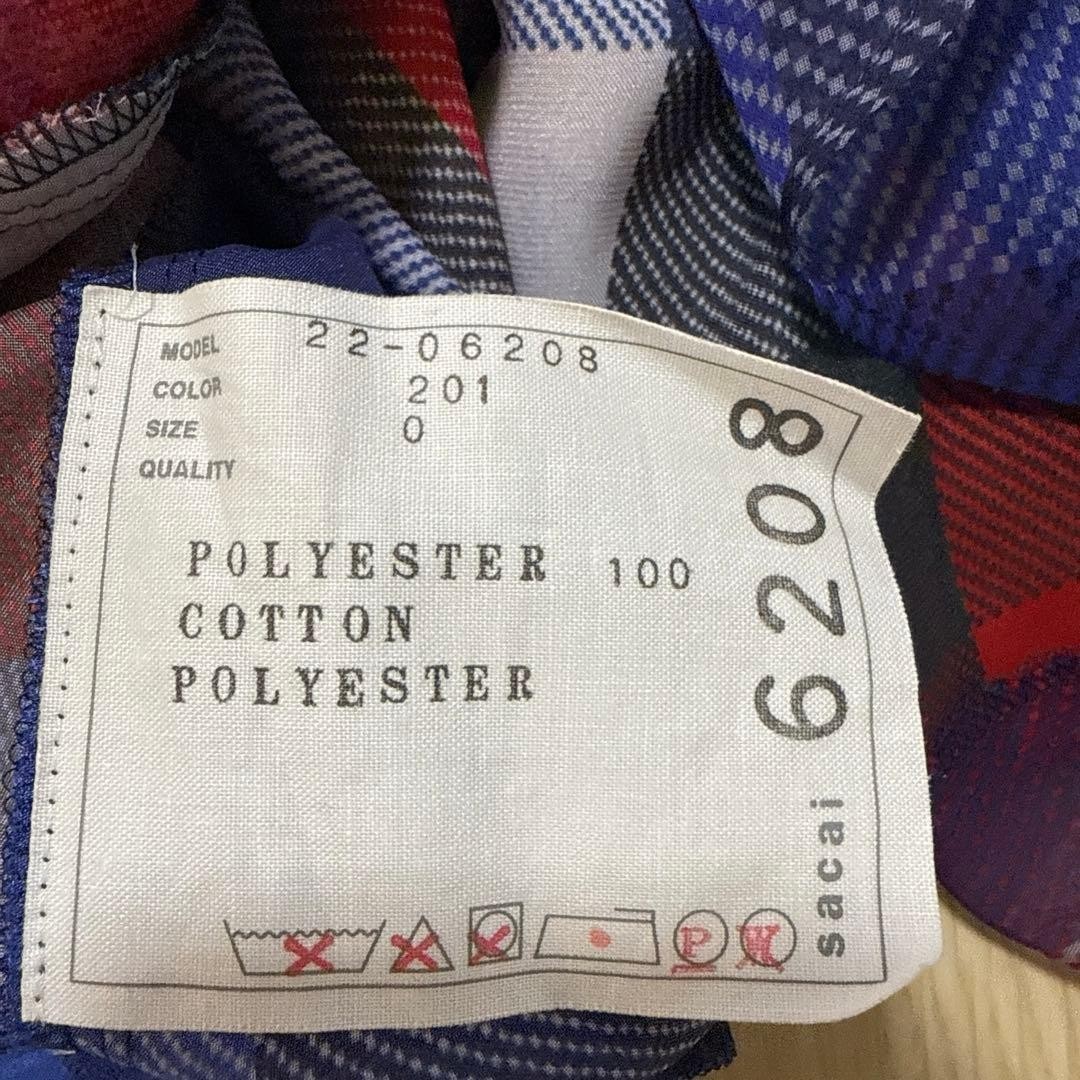 MODEL 22-06208
COLOR 201
SIZE 0
QUALITY
POLYESTER 100
COTTON
POLYESTER
sacai 6208
P
W